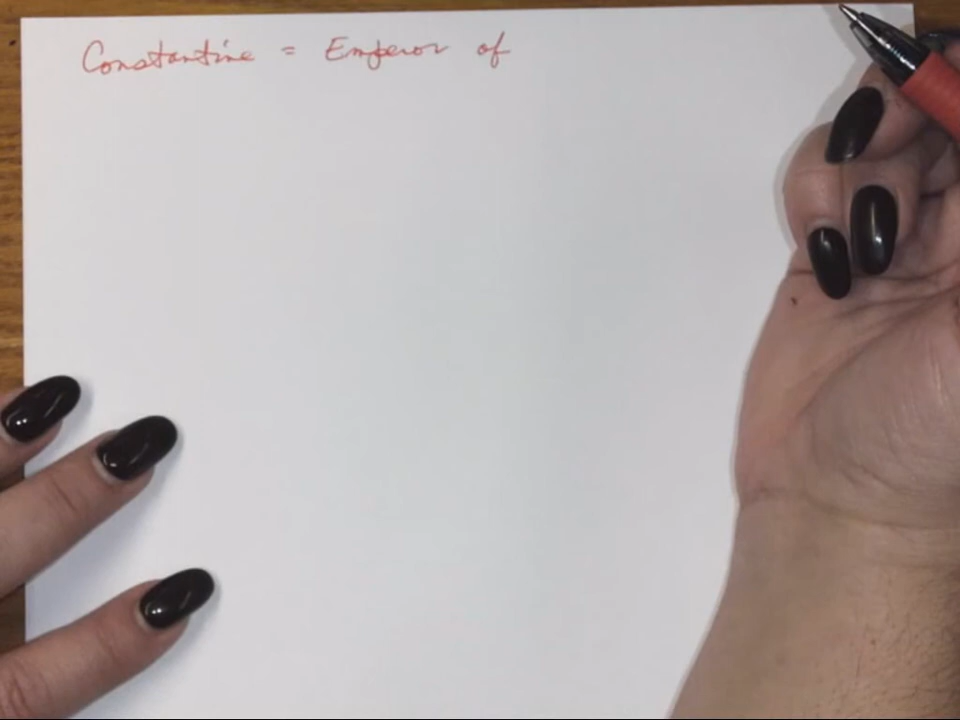 Constantine = Emperor of